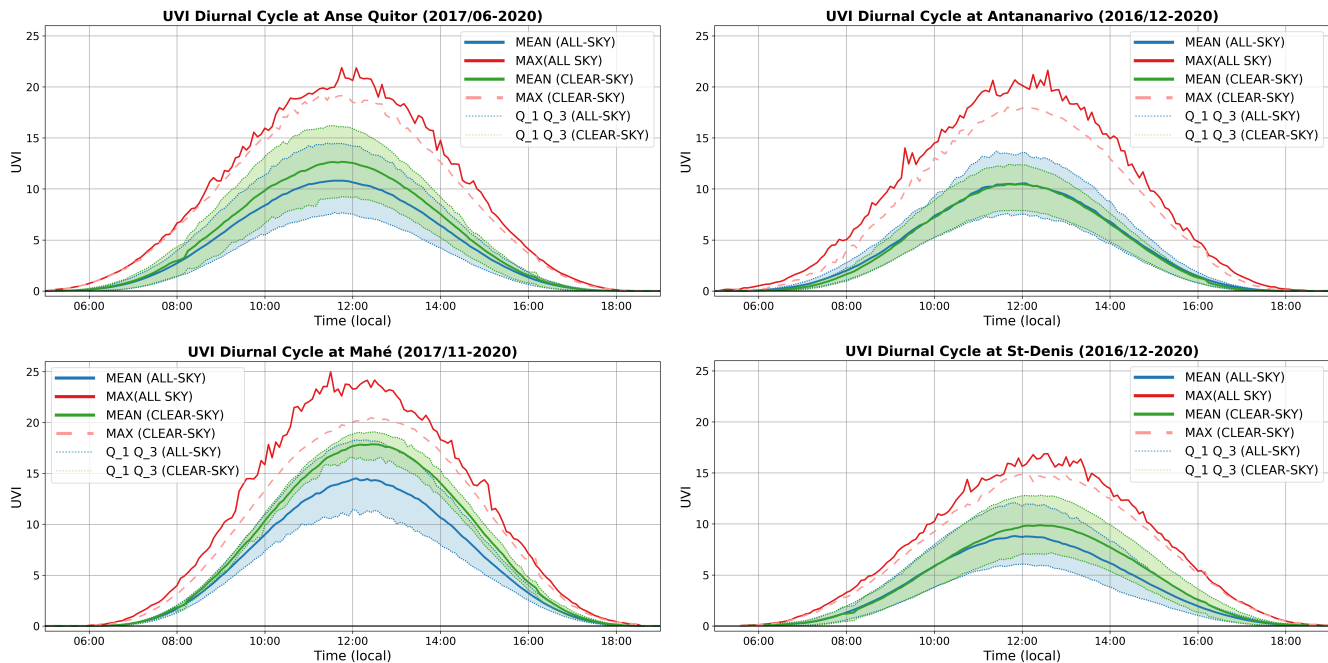 UVI Diurnal Cycle at Anse Quitor (2017/06-2020)
25
20
15
10
5
0
UVI
MEAN (ALL-SKY)
MAX(ALL SKY)
MEAN (CLEAR-SKY)
MAX (CLEAR-SKY)
Q_1 Q_3 (ALL-SKY)
Q_1 Q_3 (CLEAR-SKY)
06:00 08:00 10:00 12:00 14:00 16:00 18:00
Time (local)
UVI Diurnal Cycle at Antananarivo (2016/12-2020)
25
20
15
10
5
0
UVI
MEAN (ALL-SKY)
MAX(ALL SKY)
MEAN (CLEAR-SKY)
MAX (CLEAR-SKY)
Q_1 Q_3 (ALL-SKY)
Q_1 Q_3 (CLEAR-SKY)
06:00 08:00 10:00 12:00 14:00 16:00 18:00
Time (local)
UVI Diurnal Cycle at Mahé (2017/11-2020)
25
20
15
10
5
0
UVI
MEAN (ALL-SKY)
MAX(ALL SKY)
MEAN (CLEAR-SKY)
MAX (CLEAR-SKY)
Q_1 Q_3 (ALL-SKY)
Q_1 Q_3 (CLEAR-SKY)
06:00 08:00 10:00 12:00 14:00 16:00 18:00
Time (local)
UVI Diurnal Cycle at St-Denis (2016/12-2020)
25
20
15
10
5
0
UVI
MEAN (ALL-SKY)
MAX(ALL SKY)
MEAN (CLEAR-SKY)
MAX (CLEAR-SKY)
Q_1 Q_3 (ALL-SKY)
Q_1 Q_3 (CLEAR-SKY)
06:00 08:00 10:00 12:00 14:00 16:00 18:00
Time (local)